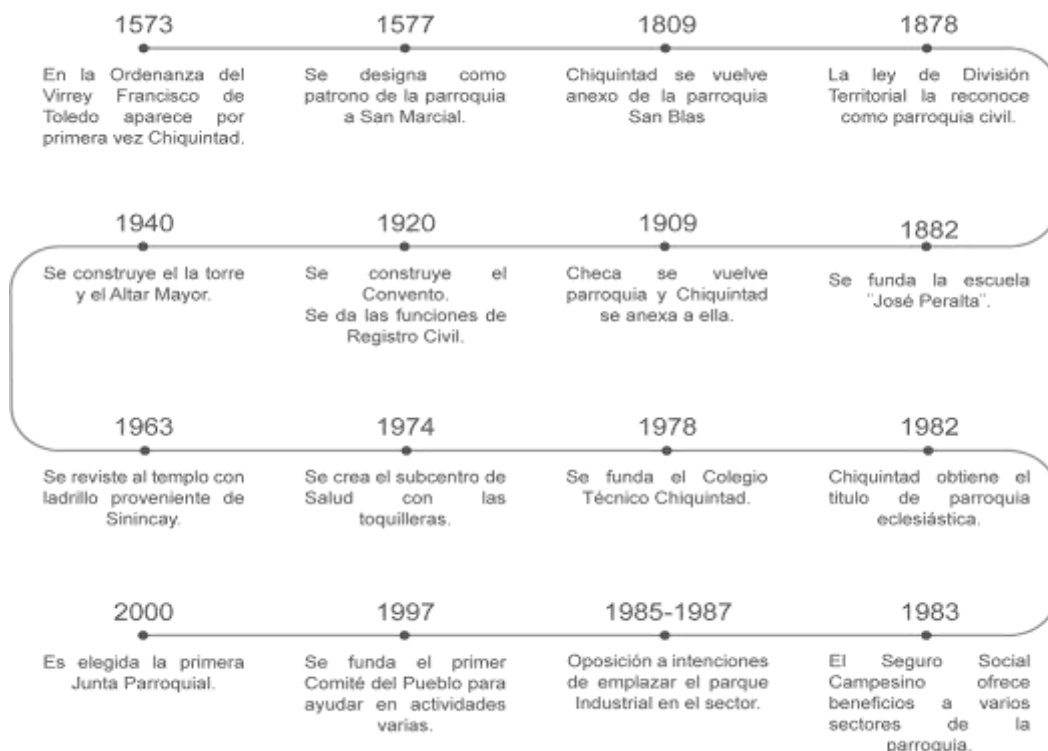 1573
En la Ordenanza del
Virrey Francisco de
Toledo aparece por
primera vez Chiquintad.
1577
Se designa como
patrono de la parroquia
a San Marcial.
1809
Chiquintad se vuelve
anexo de la parroquia
San Blas
1878
La ley de División
Territorial la reconoce
como parroquia civil.
1882
Se funda la escuela
¨José Peralta¨.
1909
Checa se vuelve
parroquia y Chiquintad
se anexa a ella.
1920
Se construye el
Convento.
Se da las funciones de
Registro Civil.
1940
Se construye el la torre
y el Altar Mayor.
1963
Se reviste al templo con
ladrillo proveniente de
Sinincay.
1974
Se crea el subcentro de
Salud con las
toquilleras.
1978
Se funda el Colegio
Técnico Chiquintad.
1982
Chiquintad obtiene el
titulo de parroquia
eclesiástica.
1983
El Seguro Social
Campesino ofrece
beneficios a varios
sectores de la
parroquia.
1985-1987
Oposición a intenciones
de emplazar el parque
Industrial en el sector.
1997
Se funda el primer
Comité del Pueblo para
ayudar en actividades
varias.
2000
Es elegida la primera
Junta Parroquial.